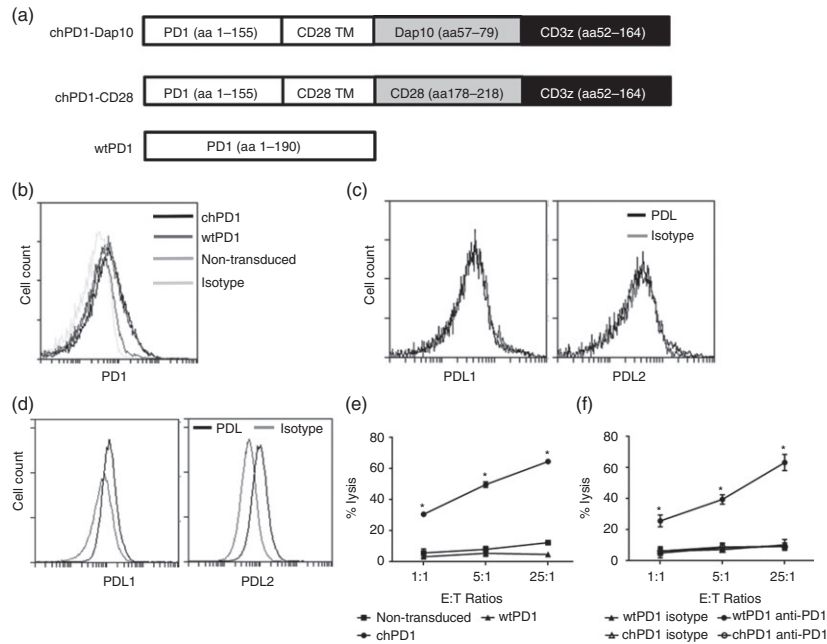 (a)
chPD1-Dap10
PD1 (aa 1–155)
CD28 TM
Dap10 (aa57–79)
CD3z (aa52–164)
chPD1-CD28
PD1 (aa 1–155)
CD28 TM
CD28 (aa178–218)
CD3z (aa52–164)
wtPD1
PD1 (aa 1–190)
(b)
Cell count
chPD1
wtPD1
Non-transduced
Isotype
PD1
(c)
Cell count
PDL
Isotype
PDL1
PDL2
(d)
Cell count
PDL
Isotype
PDL1
PDL2
(e)
% lysis
80
60
40
20
0
*
*
*
1:1
5:1
25:1
E:T Ratios
Non-transduced
wtPD1
chPD1
(f)
% lysis
80
60
40
20
0
*
*
*
1:1
5:1
25:1
E:T Ratios
wtPD1 isotype
wtPD1 anti-PD1
chPD1 isotype
chPD1 anti-PD1